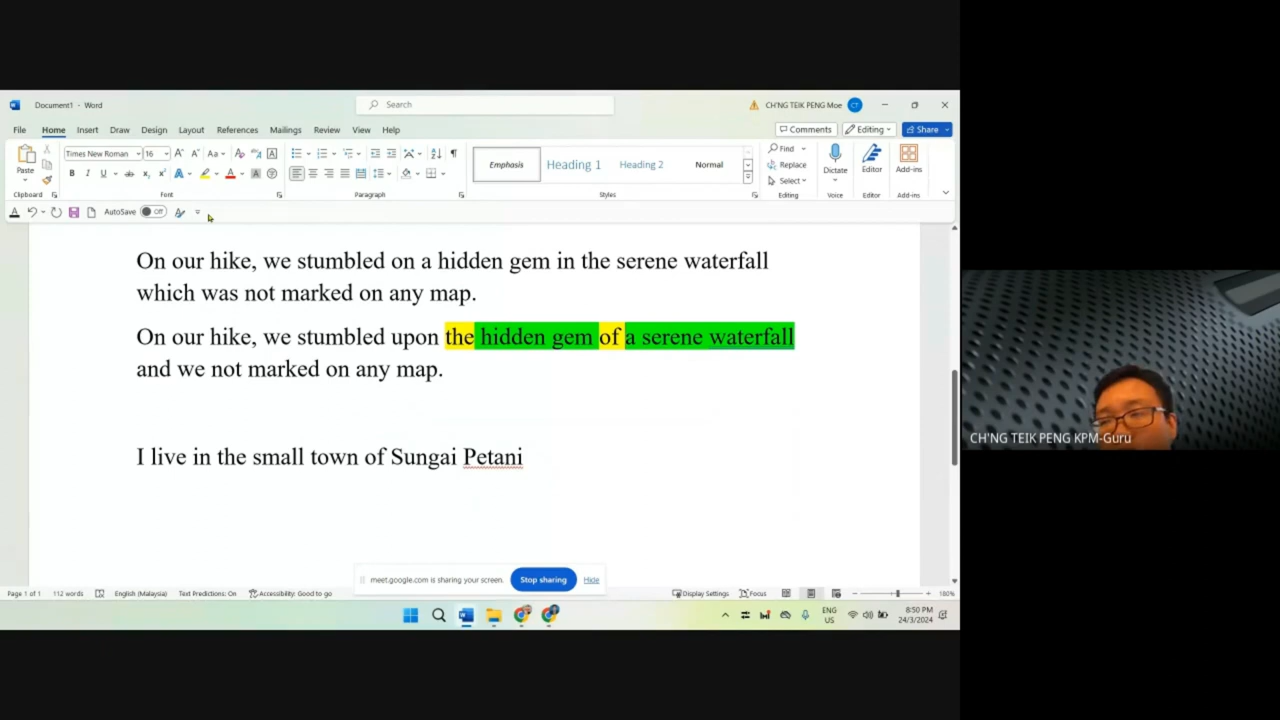 Document1 - Word
Search
CH'NG TEIK PENG Moe
CT
File Home Insert Draw Design Layout References Mailings Review View Help
Comments Editing Share
Paste
Times New Roman 16
Emphasis Heading 1 Heading 2 Normal
Find
Replace
Select
Dictate Editor Add-ins
Clipboard Font Paragraph Styles Editing Voice Editor Add-ins
AutoSave Off
On our hike, we stumbled on a hidden gem in the serene waterfall
which was not marked on any map.
On our hike, we stumbled upon the hidden gem of a serene waterfall
and we not marked on any map.
I live in the small town of Sungai Petani
CH'NG TEIK PENG KPM-Guru
meet.google.com is sharing your screen. Stop sharing Hide
Page 1 of 1 112 words English (Malaysia) Text Predictions: On Accessibility: Good to go Display Settings Focus 180%
ENG
US
8:50 PM
24/3/2024